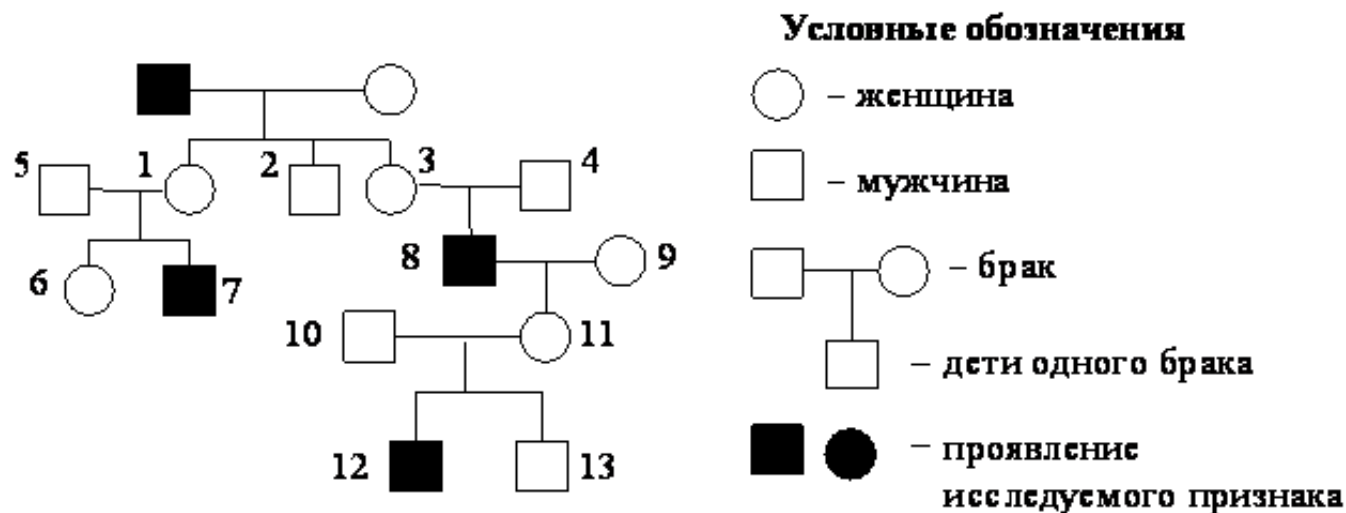 Условные обозначения
– женщина
– мужчина
– брак
– дети одного брака
– проявление
исследуемого признака
5 1 2 3 4
6 7 8 9
10 11
12 13